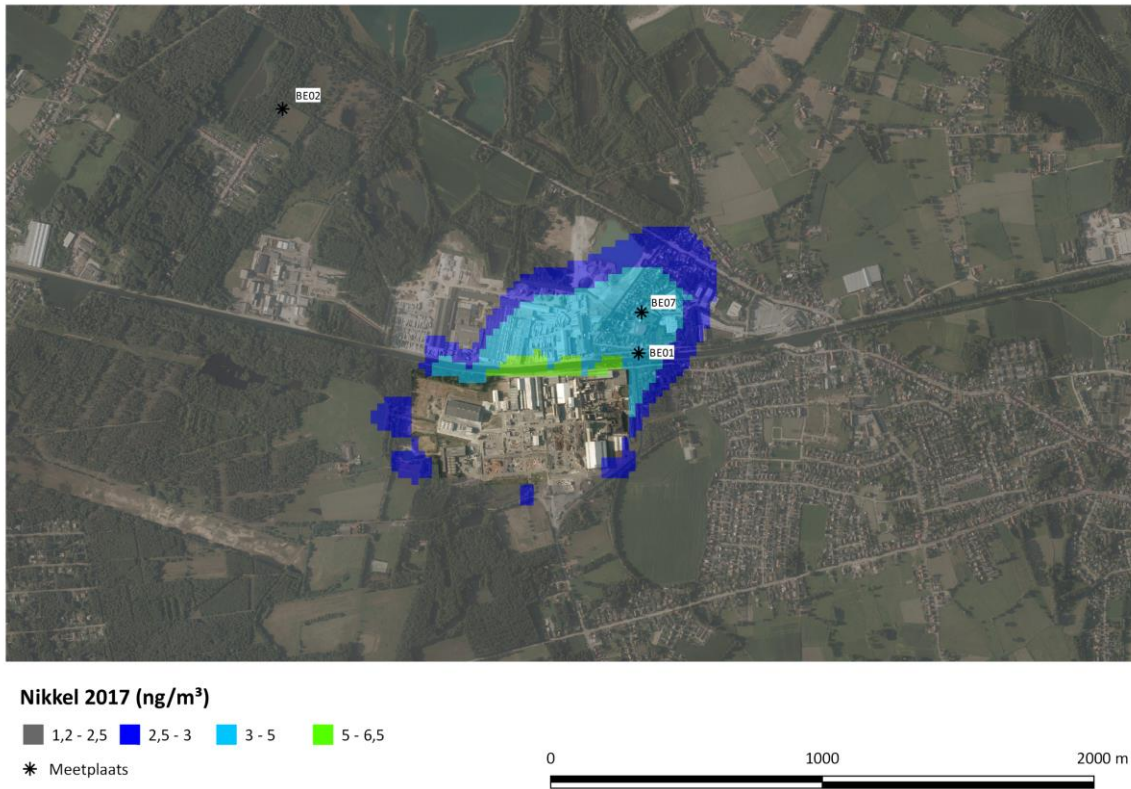 BE02
BE07
BE01
Nikkel 2017 (ng/m³)
1,2 - 2,5 2,5 - 3 3 - 5 5 - 6,5
Meetplaats
0 1000 2000 m